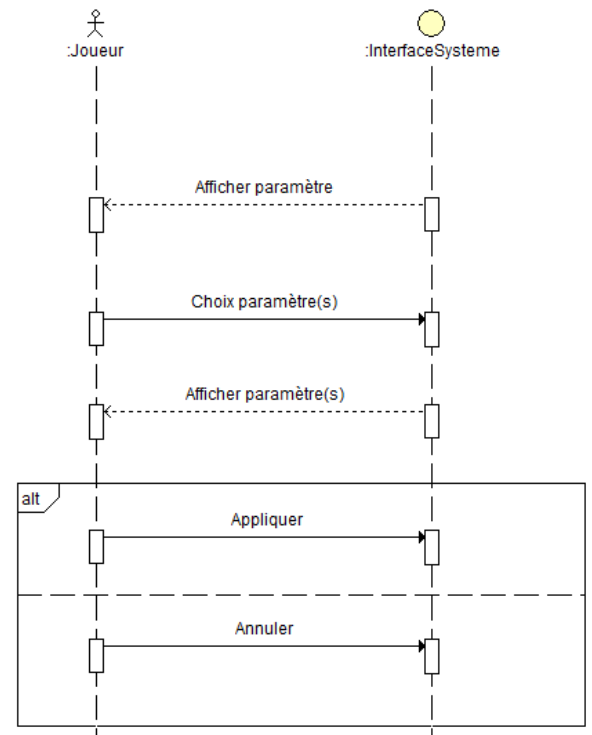 :Joueur
:InterfaceSysteme
Afficher paramètre
Choix paramètre(s)
Afficher paramètre(s)
alt
Appliquer
Annuler